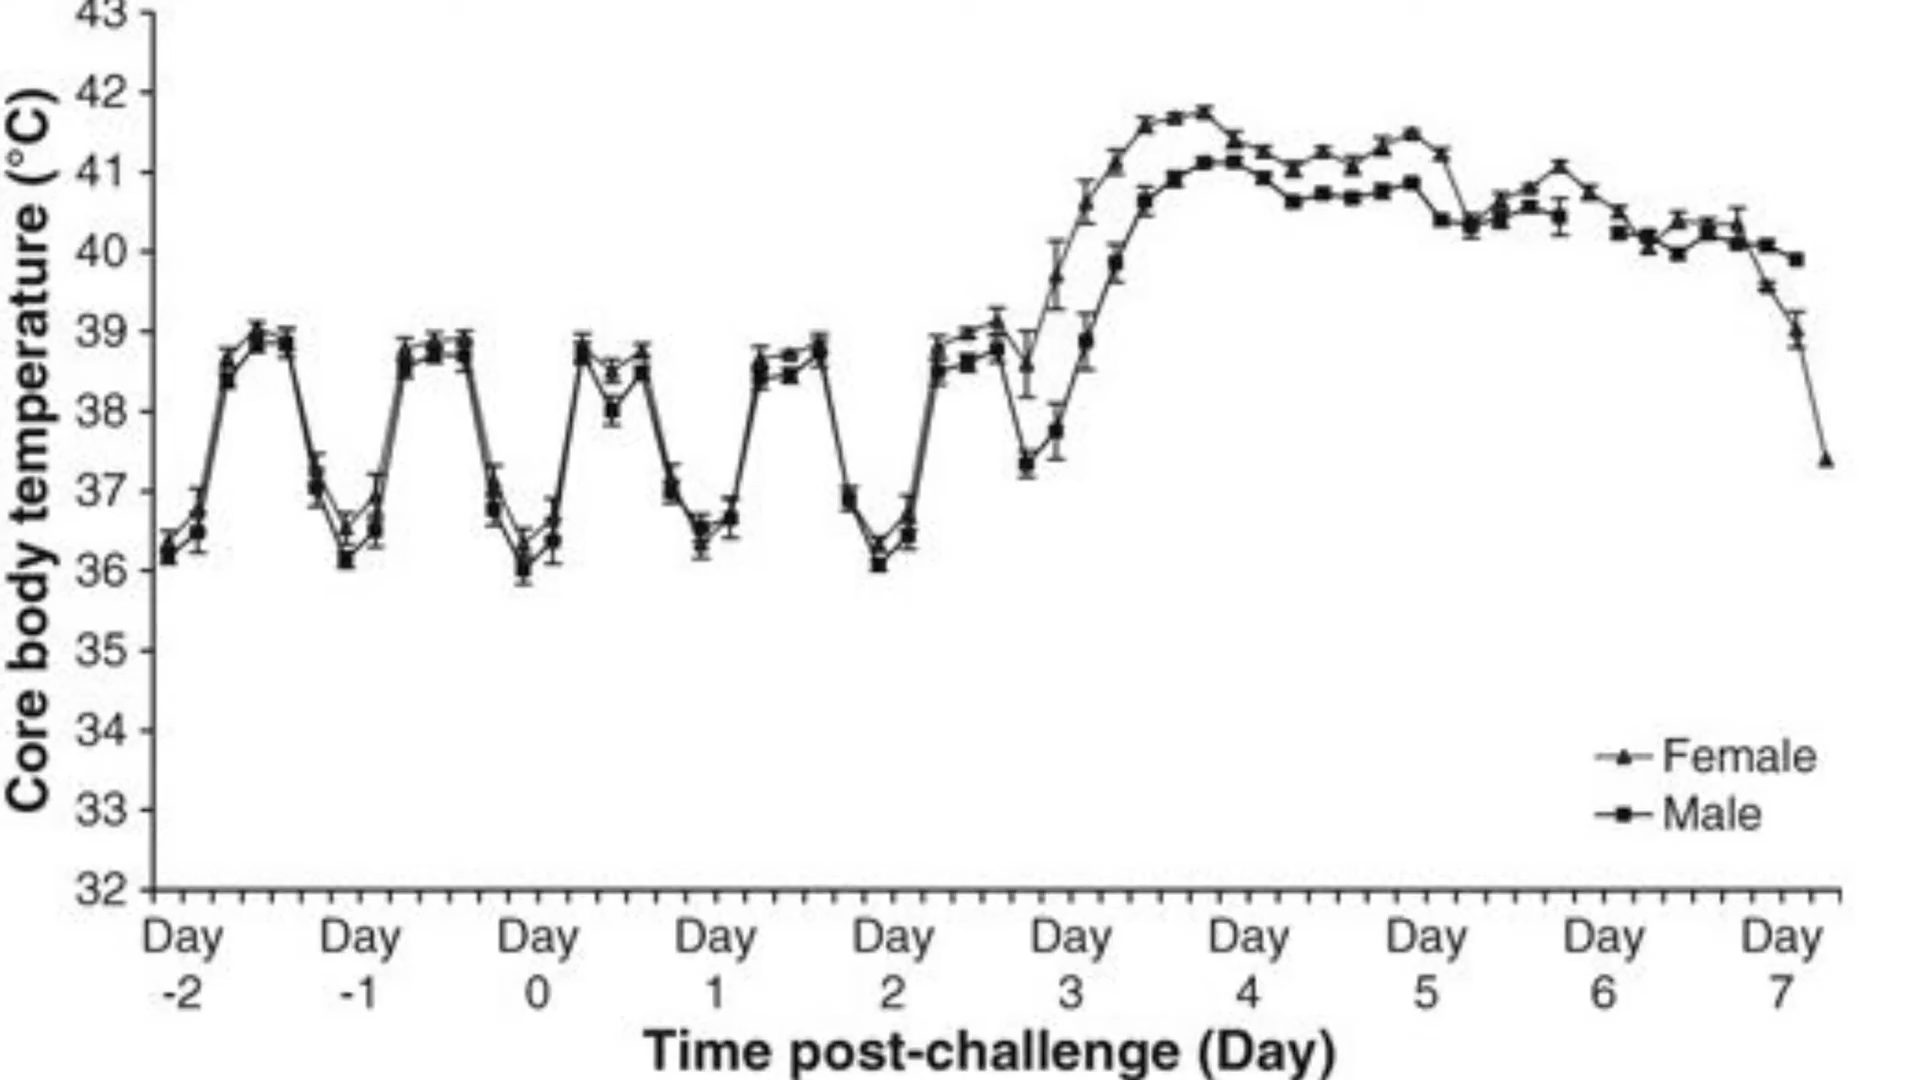 43
42
41
40
39
38
37
36
35
34
33
32
Core body temperature (°C)
Female
Male
Day Day Day Day Day Day Day Day Day Day
-2 -1 0 1 2 3 4 5 6 7
Time post-challenge (Day)